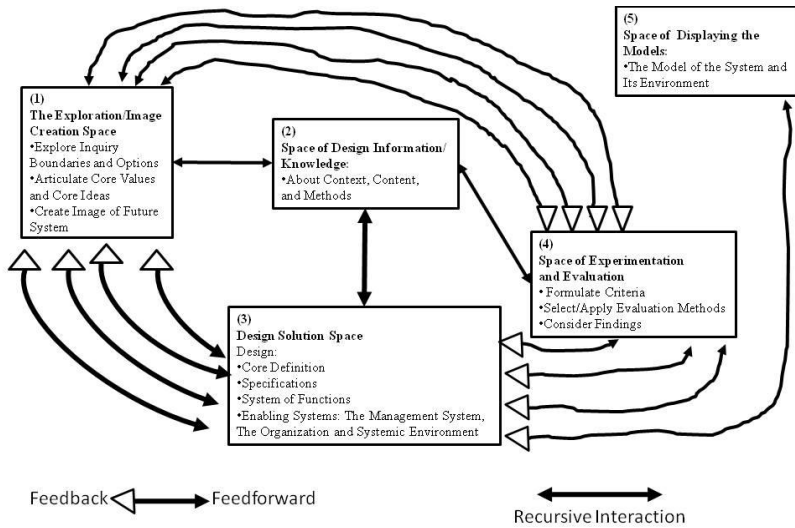 (1)
The Exploration/Image
Creation Space
•Explore Inquiry
Boundaries and Options
•Articulate Core Values
and Core Ideas
•Create Image of Future
System
(2)
Space of Design Information/
Knowledge:
•About Context, Content,
and Methods
(5)
Space of Displaying the
Models:
•The Model of the System and
Its Environment
(3)
Design Solution Space
Design:
•Core Definition
•Specifications
•System of Functions
•Enabling Systems: The Management System,
The Organization and Systemic Environment
(4)
Space of Experimentation
and Evaluation
•Formulate Criteria
•Select/Apply Evaluation Methods
•Consider Findings
Feedback
Feedforward
Recursive Interaction